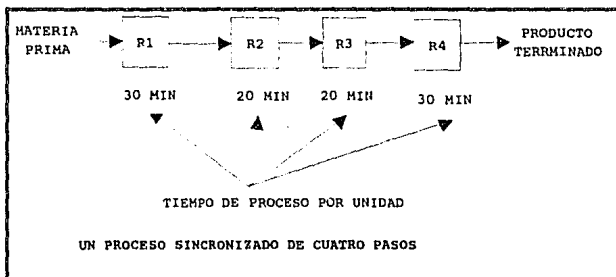 MATERIA PRIMA
R1
R2
R3
R4
PRODUCTO TERRMINADO
30 MIN
20 MIN
20 MIN
30 MIN
TIEMPO DE PROCESO POR UNIDAD
UN PROCESO SINCRONIZADO DE CUATRO PASOS